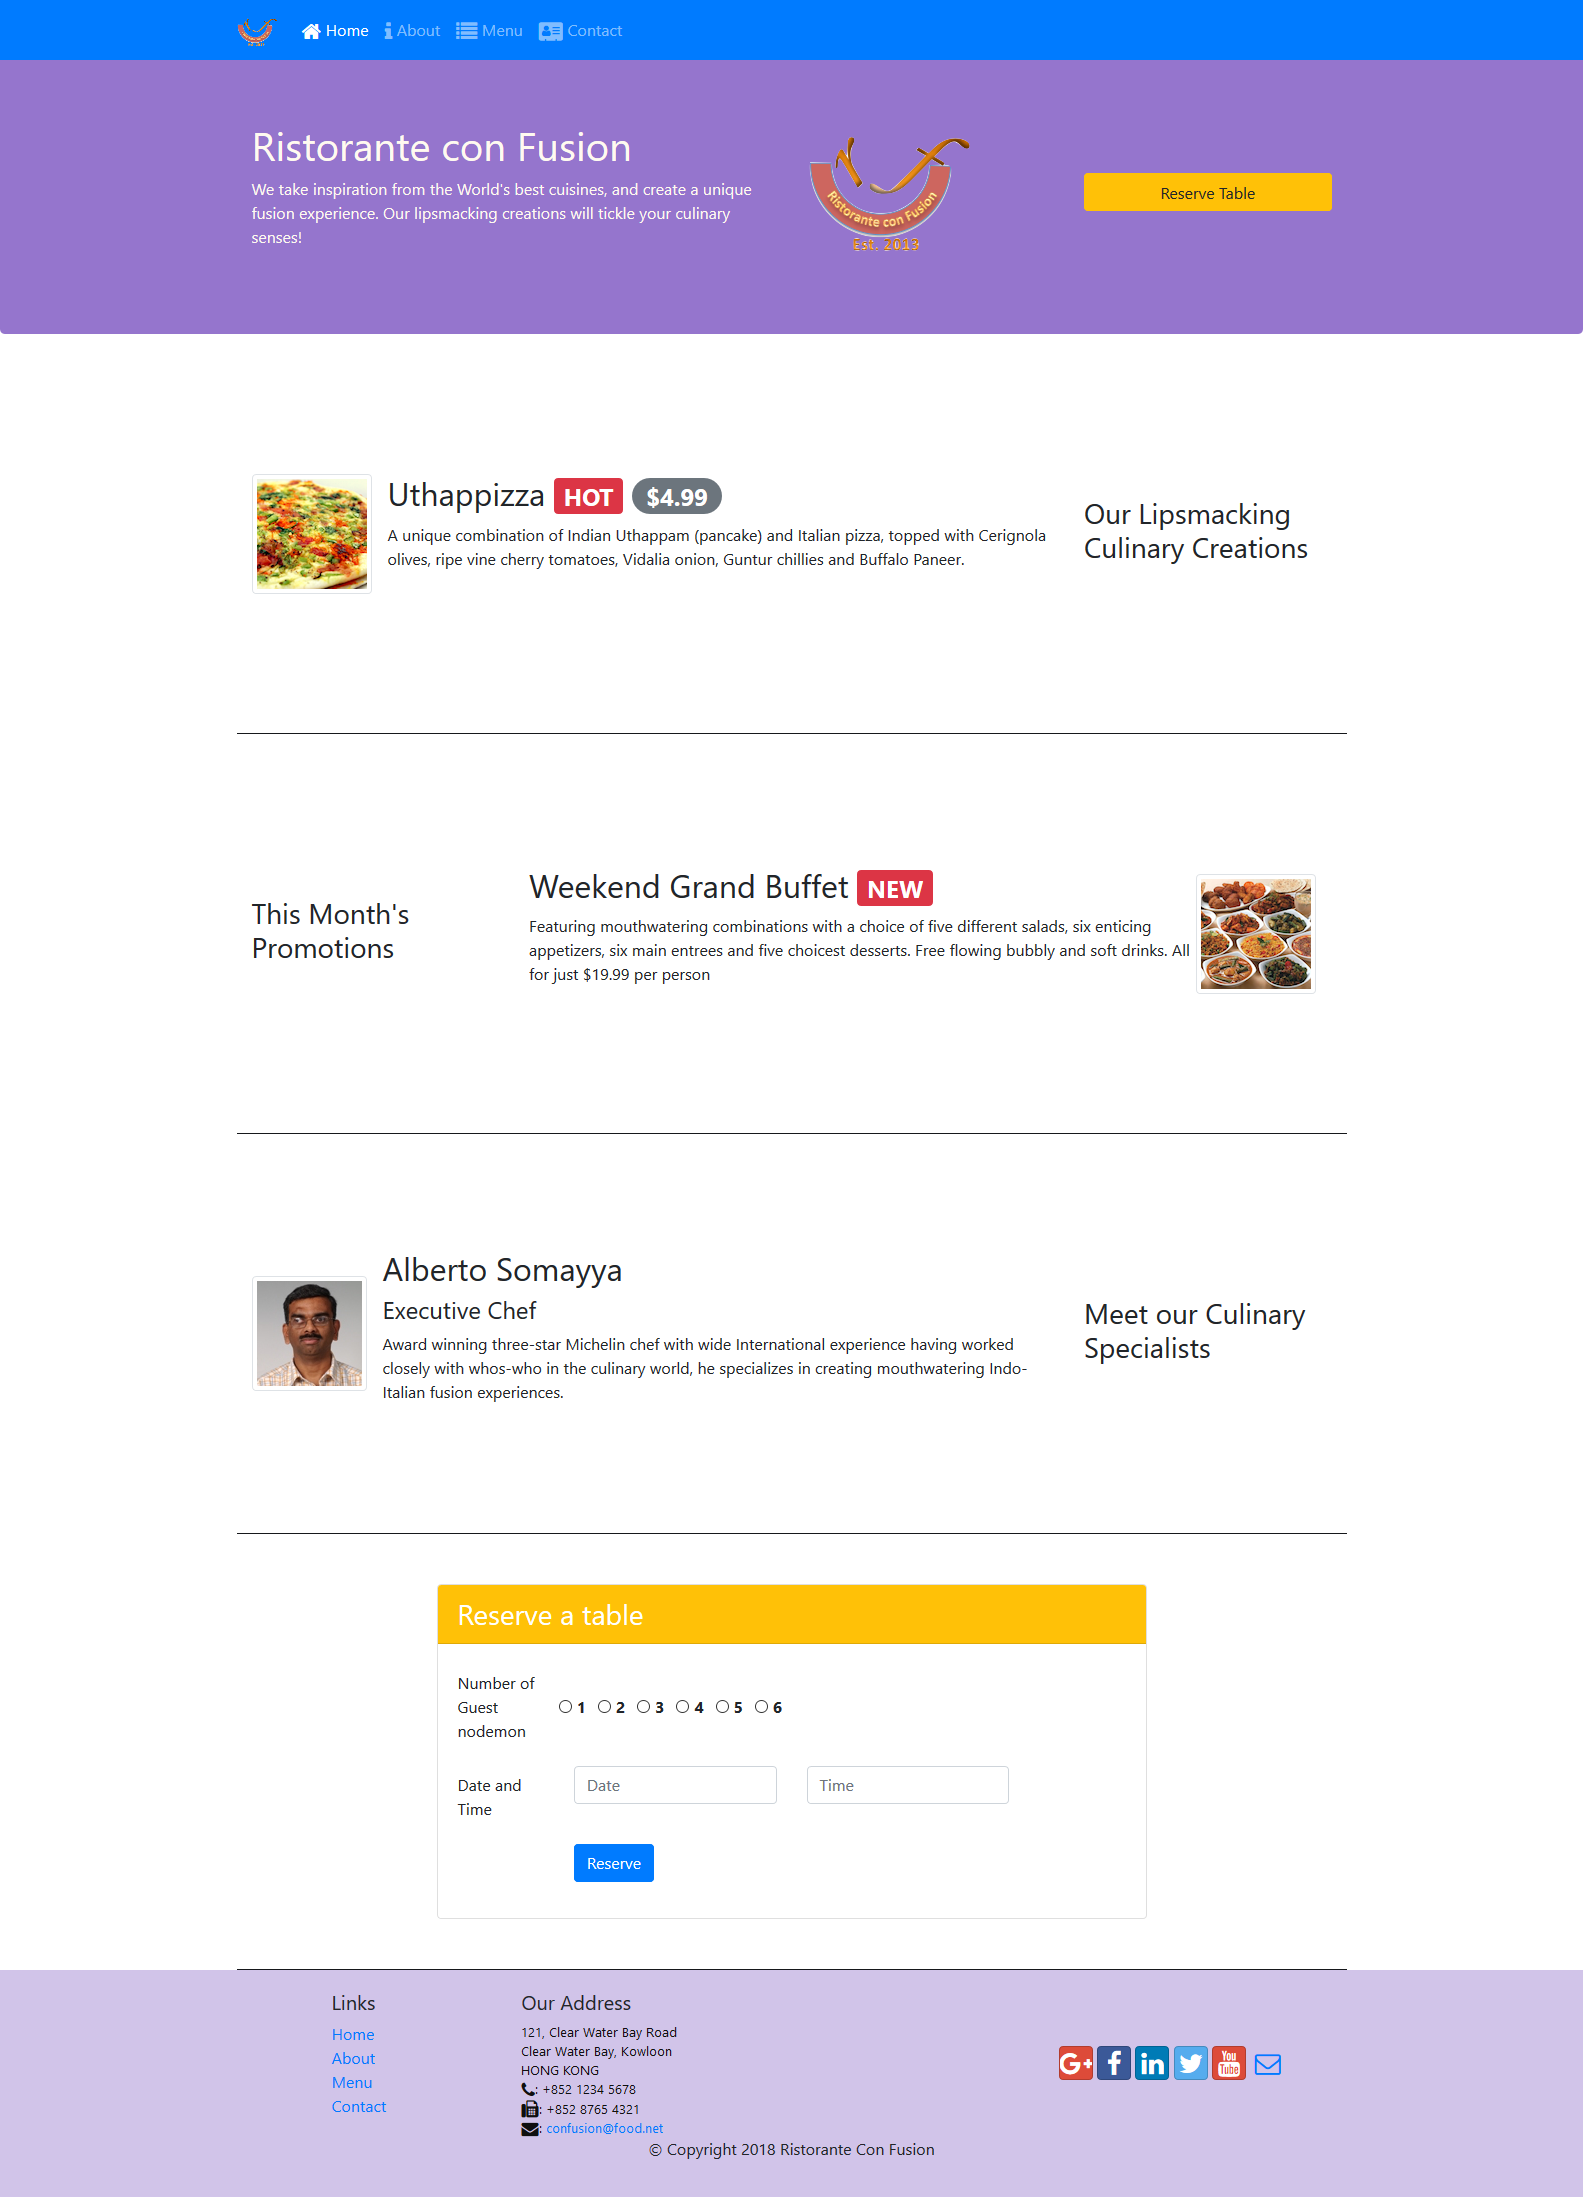 Home About Menu Contact
Ristorante con Fusion
We take inspiration from the World's best cuisines, and create a unique
fusion experience. Our lipsmacking creations will tickle your culinary
senses!
Ristorante con Fusion
Est. 2013
Reserve Table
Uthappizza HOT $4.99
A unique combination of Indian Uthappam (pancake) and Italian pizza, topped with Cerignola
olives, ripe vine cherry tomatoes, Vidalia onion, Guntur chillies and Buffalo Paneer.
Our Lipsmacking
Culinary Creations
This Month's
Promotions
Weekend Grand Buffet NEW
Featuring mouthwatering combinations with a choice of five different salads, six enticing
appetizers, six main entrees and five choicest desserts. Free flowing bubbly and soft drinks. All
for just $19.99 per person
Alberto Somayya
Executive Chef
Award winning three-star Michelin chef with wide International experience having worked
closely with whos-who in the culinary world, he specializes in creating mouthwatering Indo-
Italian fusion experiences.
Meet our Culinary
Specialists
Reserve a table
Number of
Guest
nodemon
1 2 3 4 5 6
Date and
Time
Date
Time
Reserve
Links
Home
About
Menu
Contact
Our Address
121, Clear Water Bay Road
Clear Water Bay, Kowloon
HONG KONG
: +852 1234 5678
: +852 8765 4321
: confusion@food.net
G+ f in You Tube
© Copyright 2018 Ristorante Con Fusion